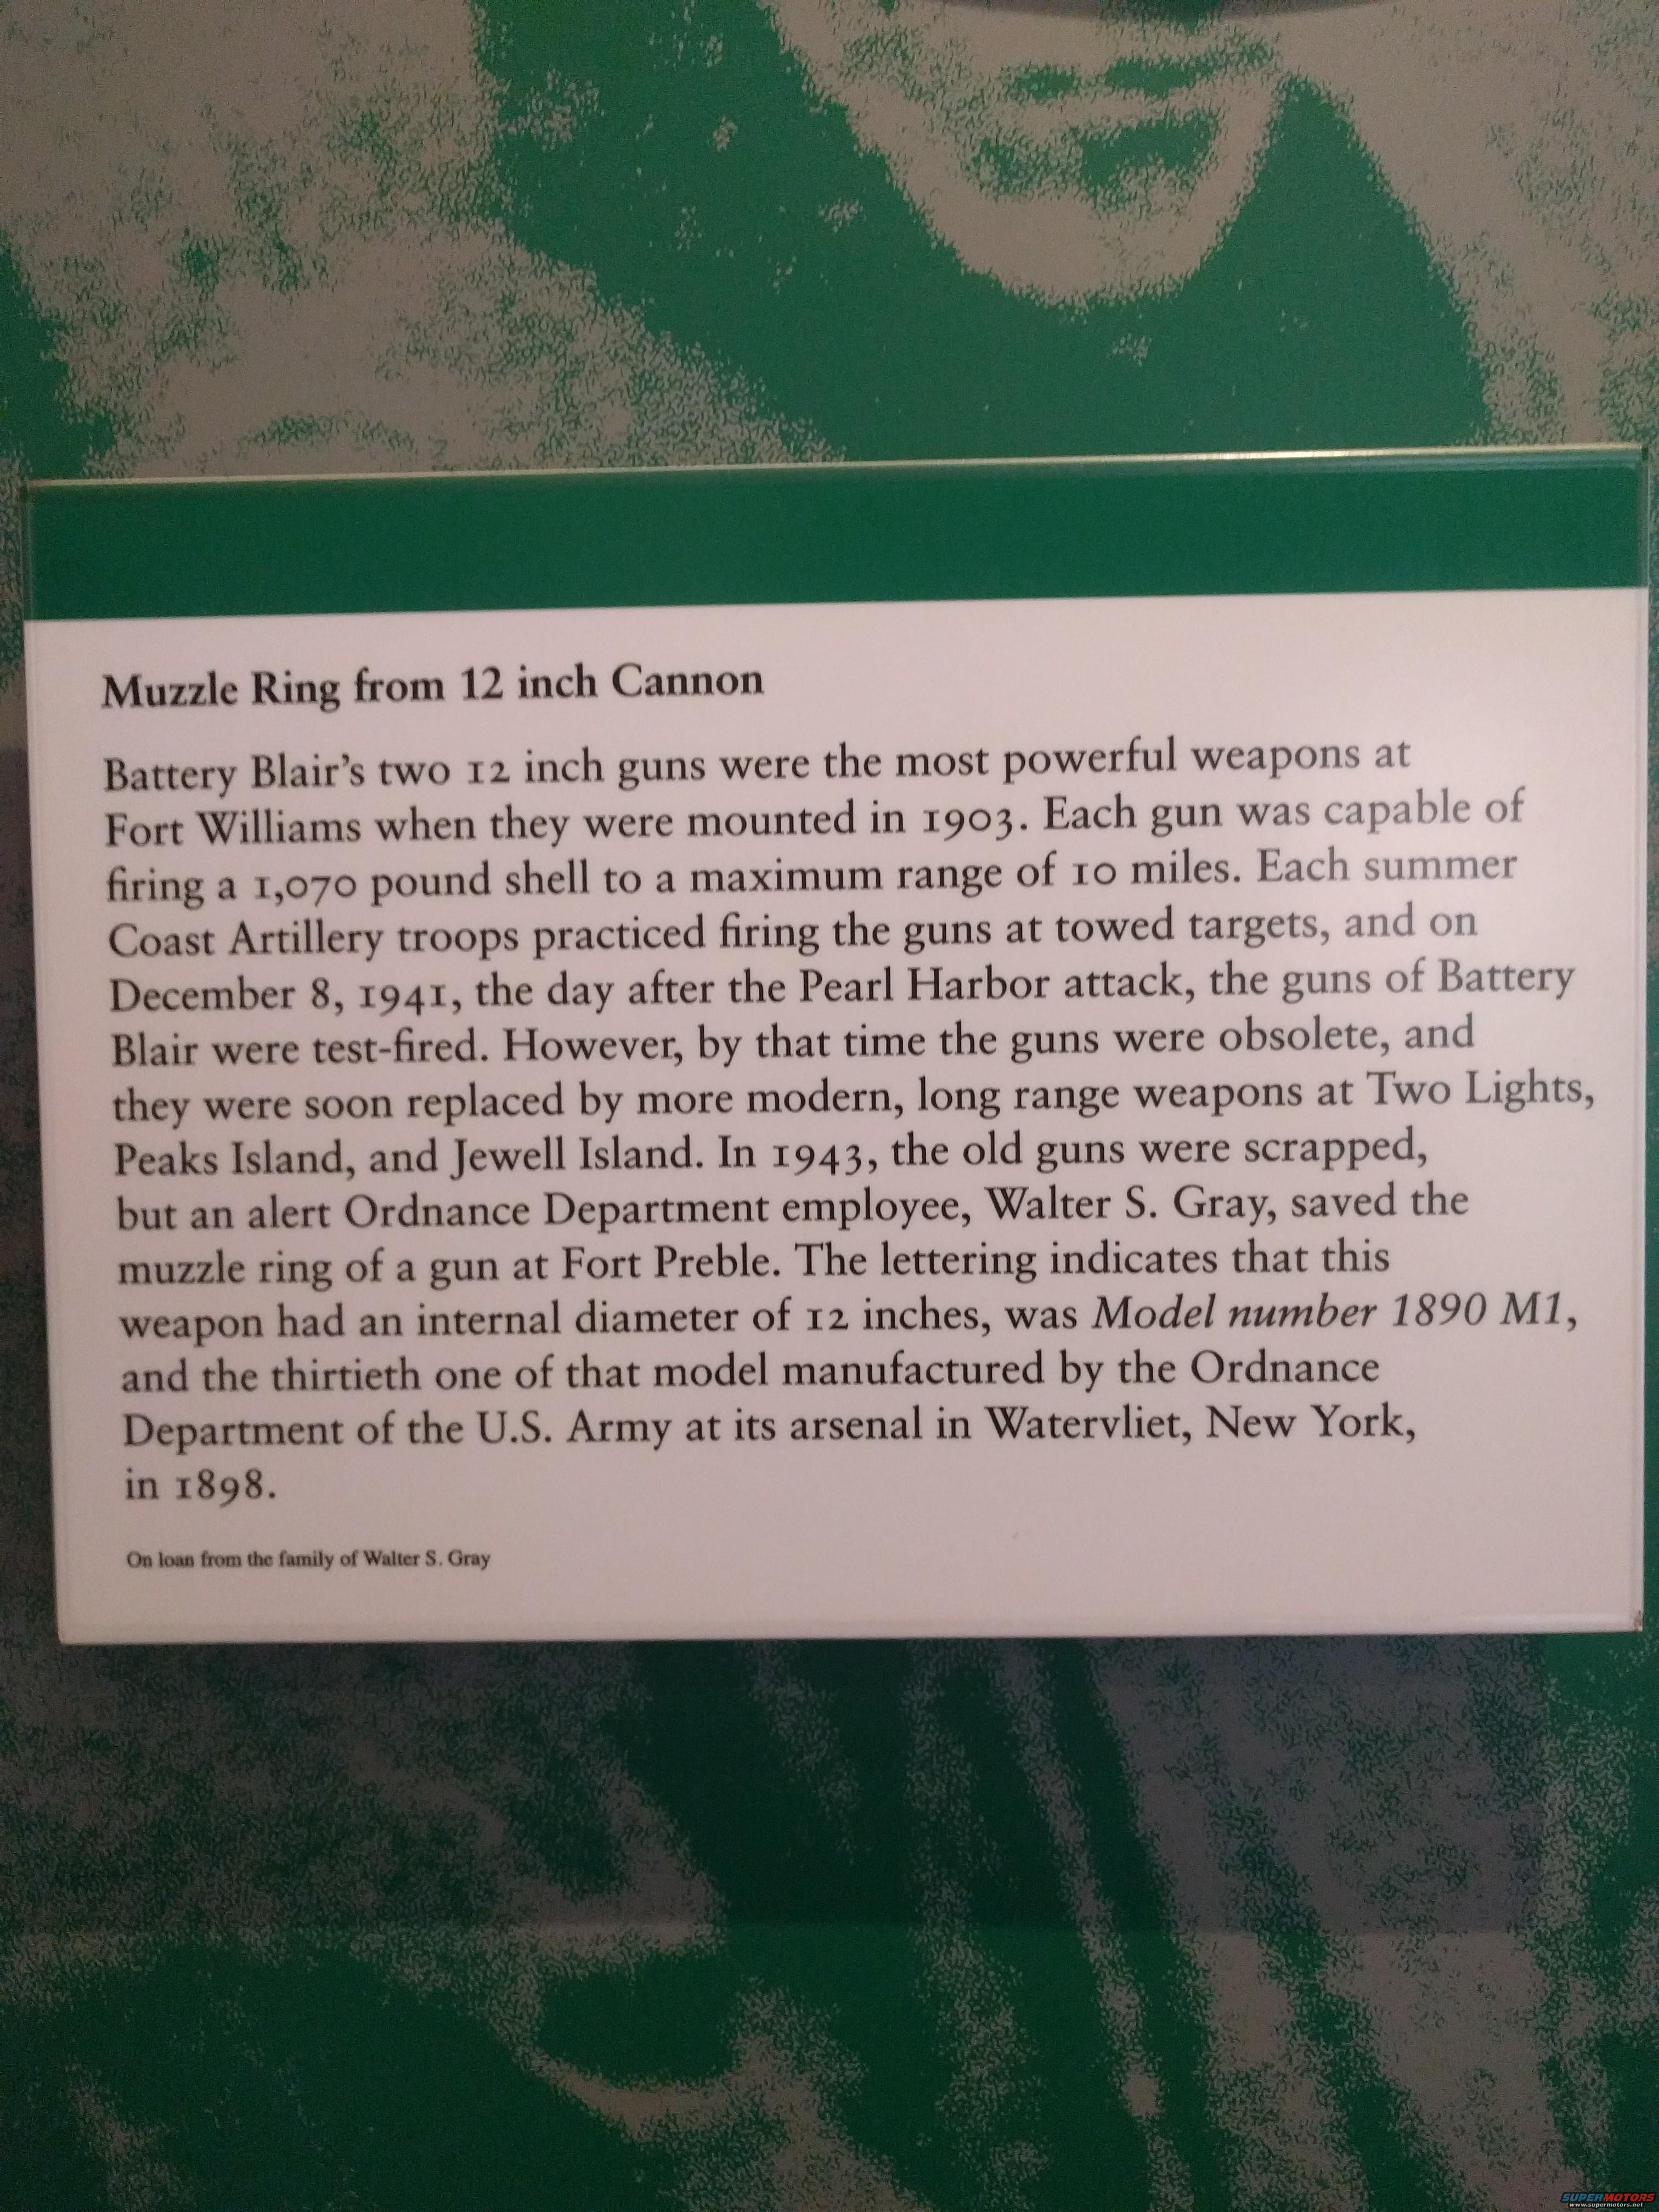 Muzzle Ring from 12 inch Cannon
Battery Blair's two 12 inch guns were the most powerful weapons at
Fort Williams when they were mounted in 1903. Each gun was capable of
firing a 1,070 pound shell to a maximum range of 10 miles. Each summer
Coast Artillery troops practiced firing the guns at towed targets, and on
December 8, 1941, the day after the Pearl Harbor attack, the guns of Battery
Blair were test-fired. However, by that time the guns were obsolete, and
they were soon replaced by more modern, long range weapons at Two Lights,
Peaks Island, and Jewell Island. In 1943, the old guns were scrapped,
but an alert Ordnance Department employee, Walter S. Gray, saved the
muzzle ring of a gun at Fort Preble. The lettering indicates that this
weapon had an internal diameter of 12 inches, was Model number 1890 M1,
and the thirtieth one of that model manufactured by the Ordnance
Department of the U.S. Army at its arsenal in Watervliet, New York,
in 1898.
On loan from the family of Walter S. Gray
SUPERMOTORS
www.supermotors.net